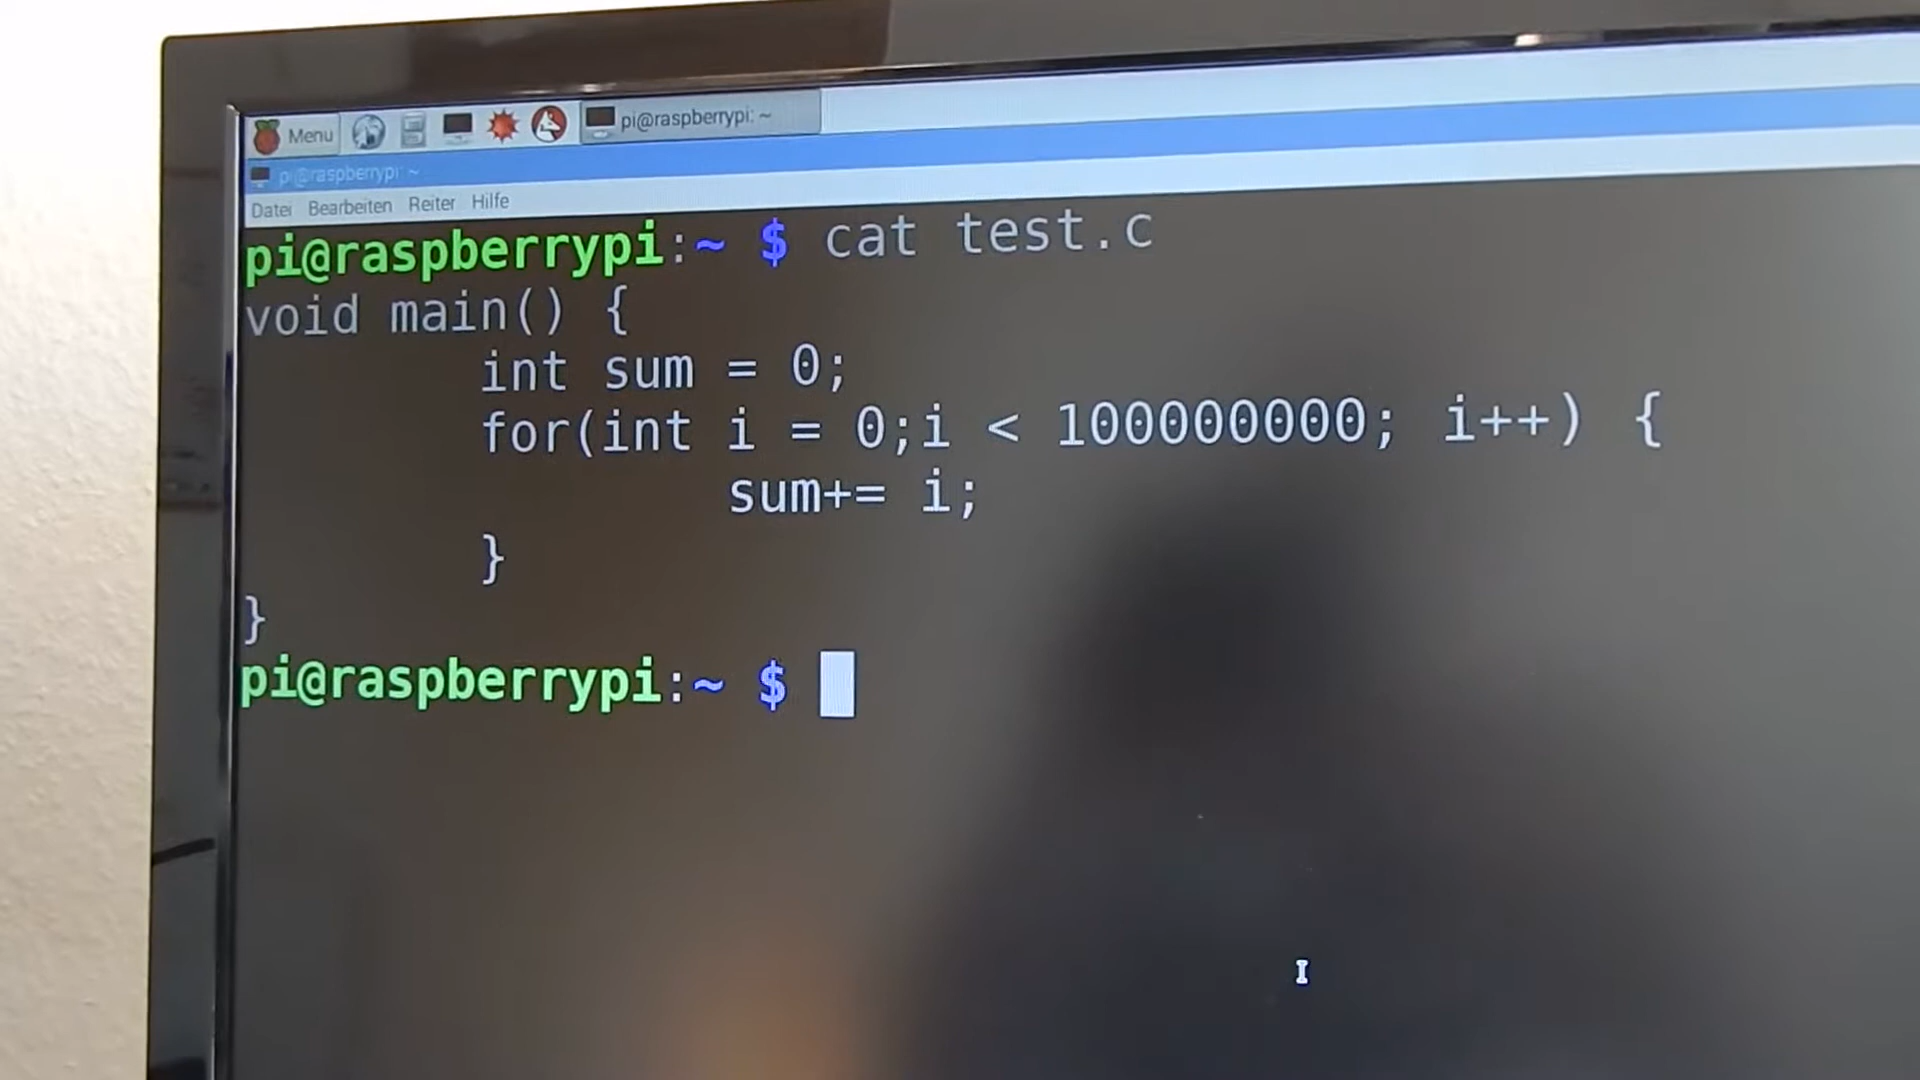 Menu pi@raspberrypi: ~
pi@raspberrypi: ~
Datei Bearbeiten Reiter Hilfe
pi@raspberrypi:~ $ cat test.c
void main() {
int sum = 0;
for(int i = 0;i < 100000000; i++) {
sum+= i;
}
}
pi@raspberrypi:~ $